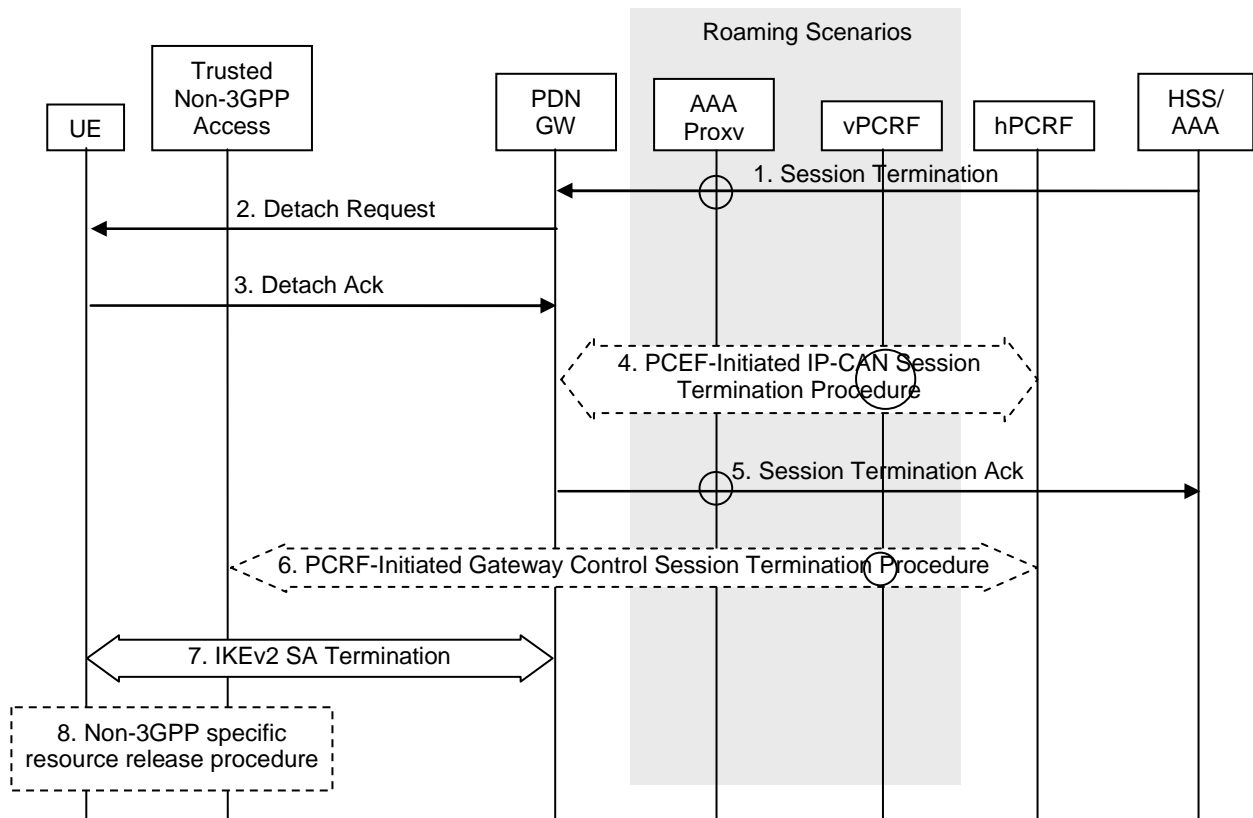 Roaming Scenarios
UE
Trusted
Non-3GPP
Access
PDN
GW
AAA
Proxv
vPCRF
hPCRF
HSS/
AAA
1. Session Termination
2. Detach Request
3. Detach Ack
4. PCEF-Initiated IP-CAN Session
Termination Procedure
5. Session Termination Ack
6. PCRF-Initiated Gateway Control Session Termination Procedure
7. IKEv2 SA Termination
8. Non-3GPP specific
resource release procedure